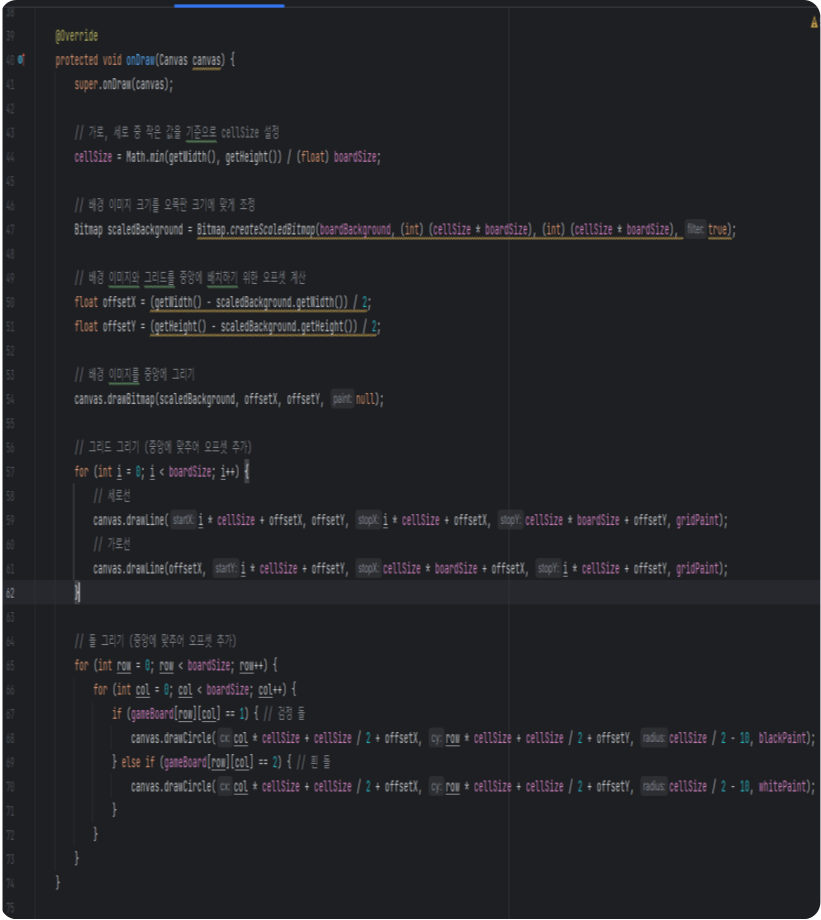 38
39 @Override
40 protected void onDraw(Canvas canvas) {
41 super.onDraw(canvas);
42
43 // 가로, 세로 중 작은 값을 기준으로 cellSize 설정
44 cellSize = Math.min(getWidth(), getHeight()) / (float) boardSize;
45
46 // 배경 이미지 크기를 오목판 크기에 맞게 조정
47 Bitmap scaledBackground = Bitmap.createScaledBitmap(boardBackground, (int) (cellSize * boardSize), (int) (cellSize * boardSize), filter: true);
48
49 // 배경 이미지와 그리드를 중앙에 배치하기 위한 오프셋 계산
50 float offsetX = (getWidth() - scaledBackground.getWidth()) / 2;
51 float offsetY = (getHeight() - scaledBackground.getHeight()) / 2;
52
53 // 배경 이미지를 중앙에 그리기
54 canvas.drawBitmap(scaledBackground, offsetX, offsetY, paint: null);
55
56 // 그리드 그리기 (중앙에 맞추어 오프셋 추가)
57 for (int i = 0; i < boardSize; i++) {
58 // 세로선
59 canvas.drawLine( startX: i * cellSize + offsetX, offsetY, stopX: i * cellSize + offsetX, stopY: cellSize * boardSize + offsetY, gridPaint);
60 // 가로선
61 canvas.drawLine(offsetX, startY: i * cellSize + offsetY, stopX: cellSize * boardSize + offsetX, stopY: i * cellSize + offsetY, gridPaint);
62 }
63
64 // 돌 그리기 (중앙에 맞추어 오프셋 추가)
65 for (int row = 0; row < boardSize; row++) {
66 for (int col = 0; col < boardSize; col++) {
67 if (gameBoard[row][col] == 1) { // 검정 돌
68 canvas.drawCircle( cx: col * cellSize + cellSize / 2 + offsetX, cy: row * cellSize + cellSize / 2 + offsetY, radius: cellSize / 2 - 10, blackPaint);
69 } else if (gameBoard[row][col] == 2) { // 흰 돌
70 canvas.drawCircle( cx: col * cellSize + cellSize / 2 + offsetX, cy: row * cellSize + cellSize / 2 + offsetY, radius: cellSize / 2 - 10, whitePaint);
71 }
72 }
73 }
74 }
75